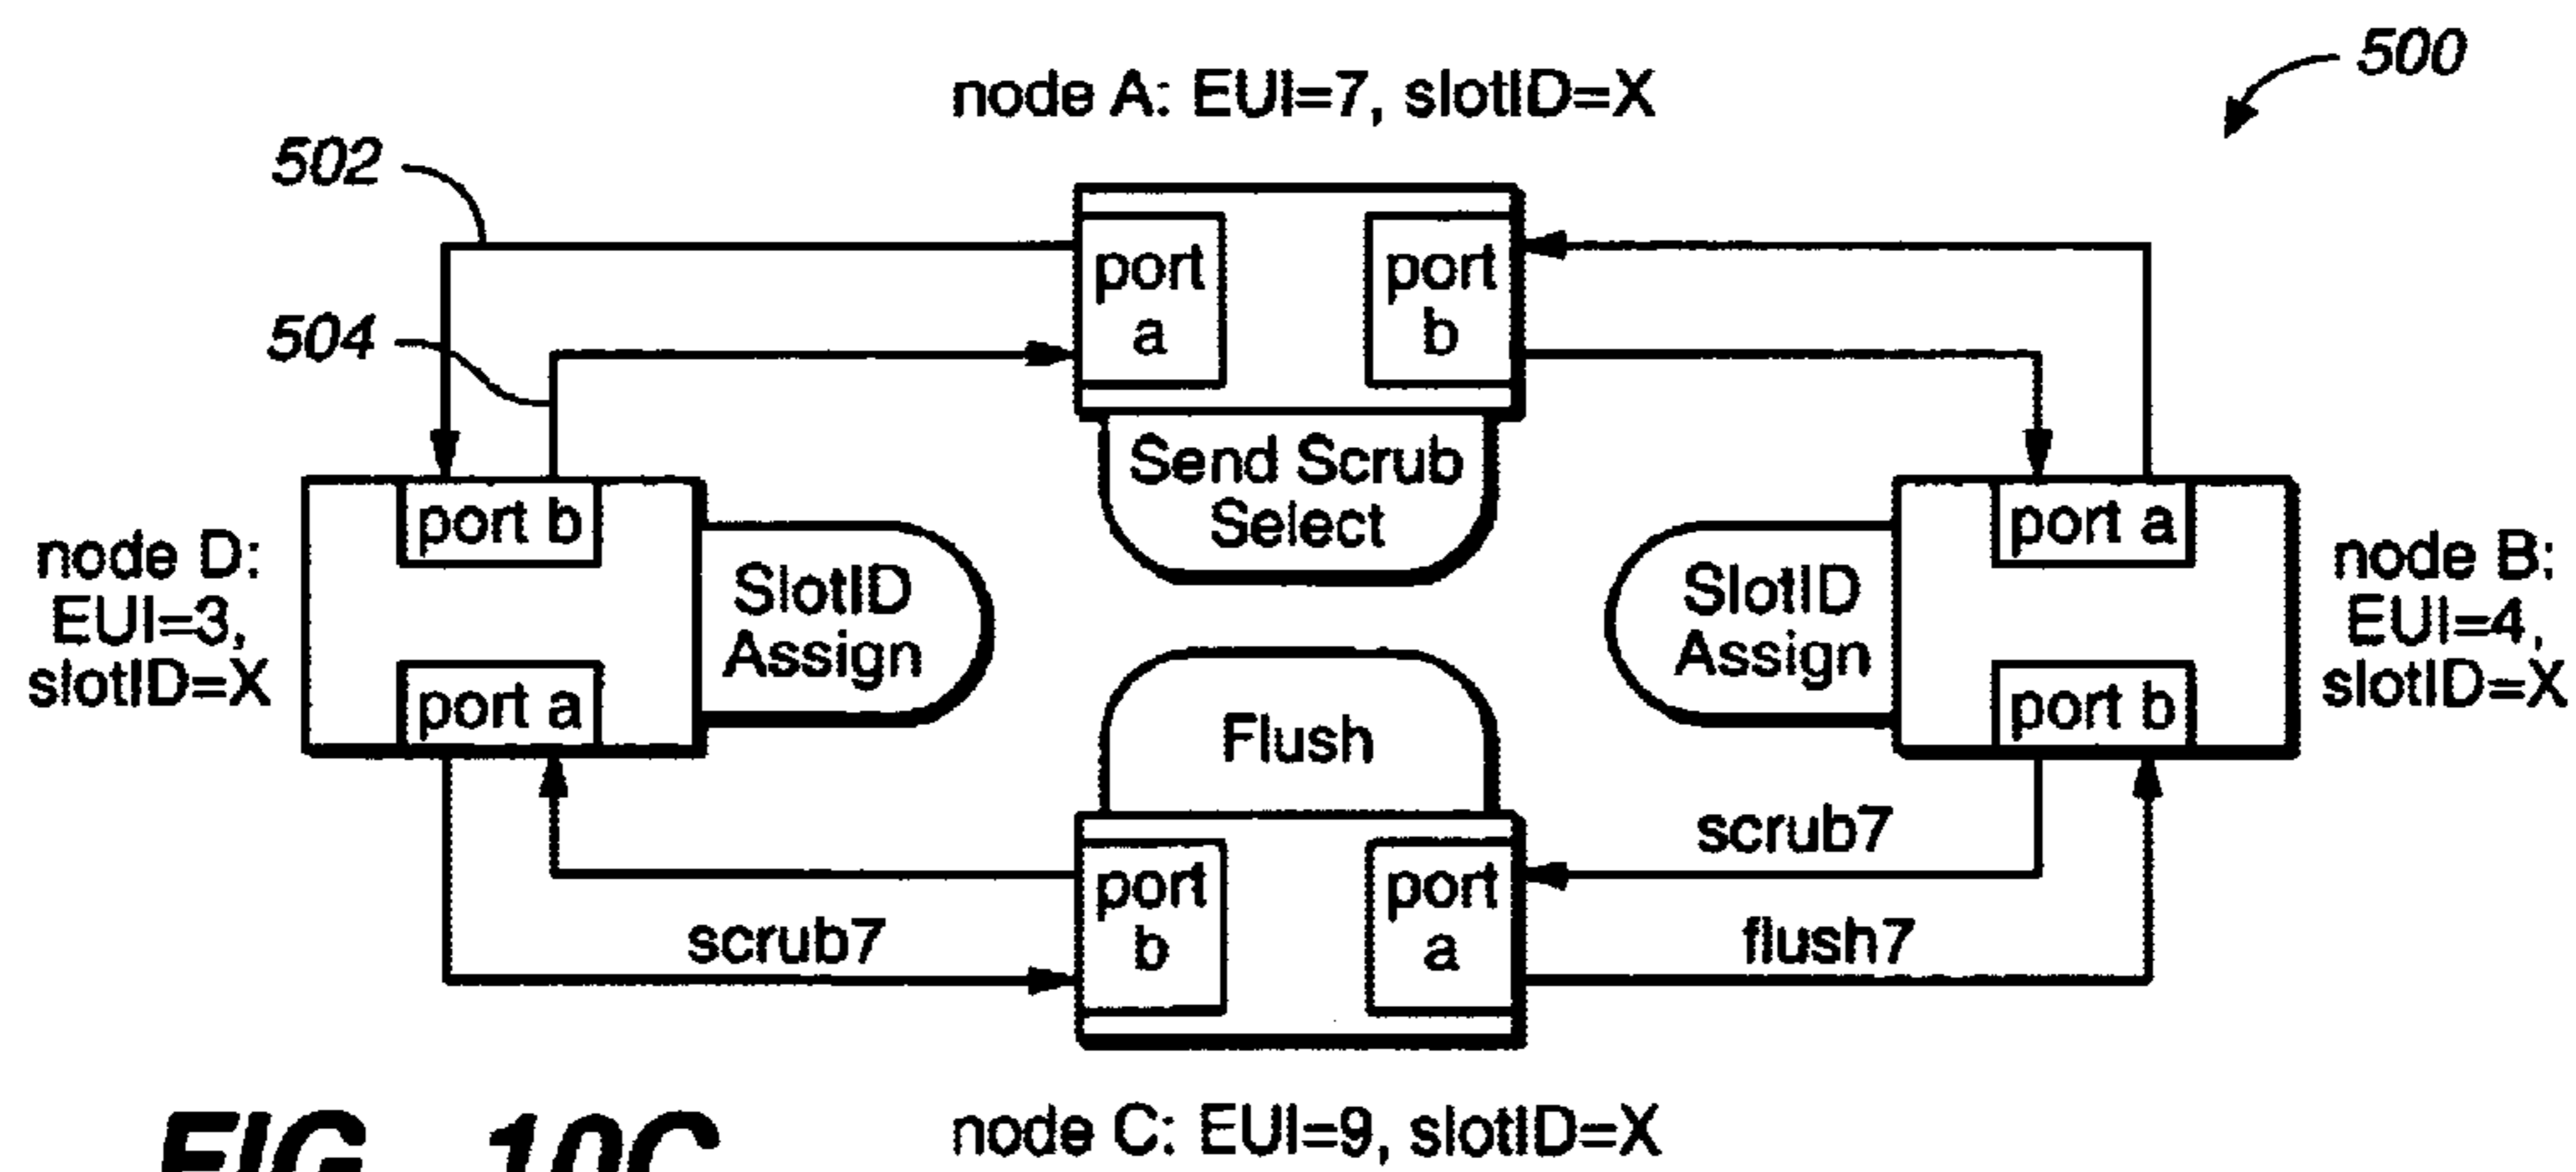 500
node A: EUI=7, slotID=X
502
port
a
port
b
504
Send Scrub
Select
port b
port a
node D:
EUI=3,
slotID=X
SlotID
Assign
SlotID
Assign
node B:
EUI=4,
slotID=X
port a
port b
Flush
scrub7
port
b
port
a
scrub7
flush7
node C: EUI=9, slotID=X
FIG._10C